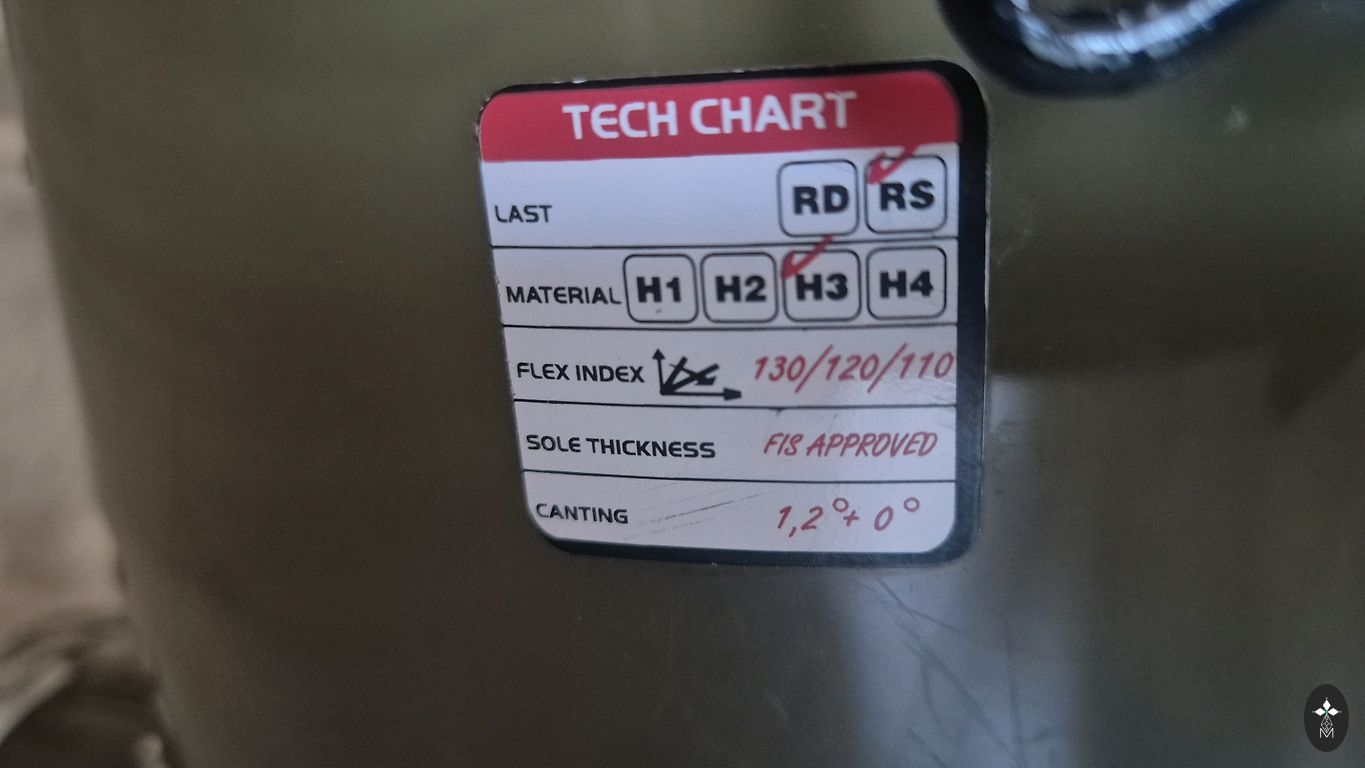 TECH CHART
LAST RD RS
MATERIAL H1 H2 H3 H4
FLEX INDEX 130/120/110
SOLE THICKNESS FIS APPROVED
CANTING 1,2°+ 0°
M